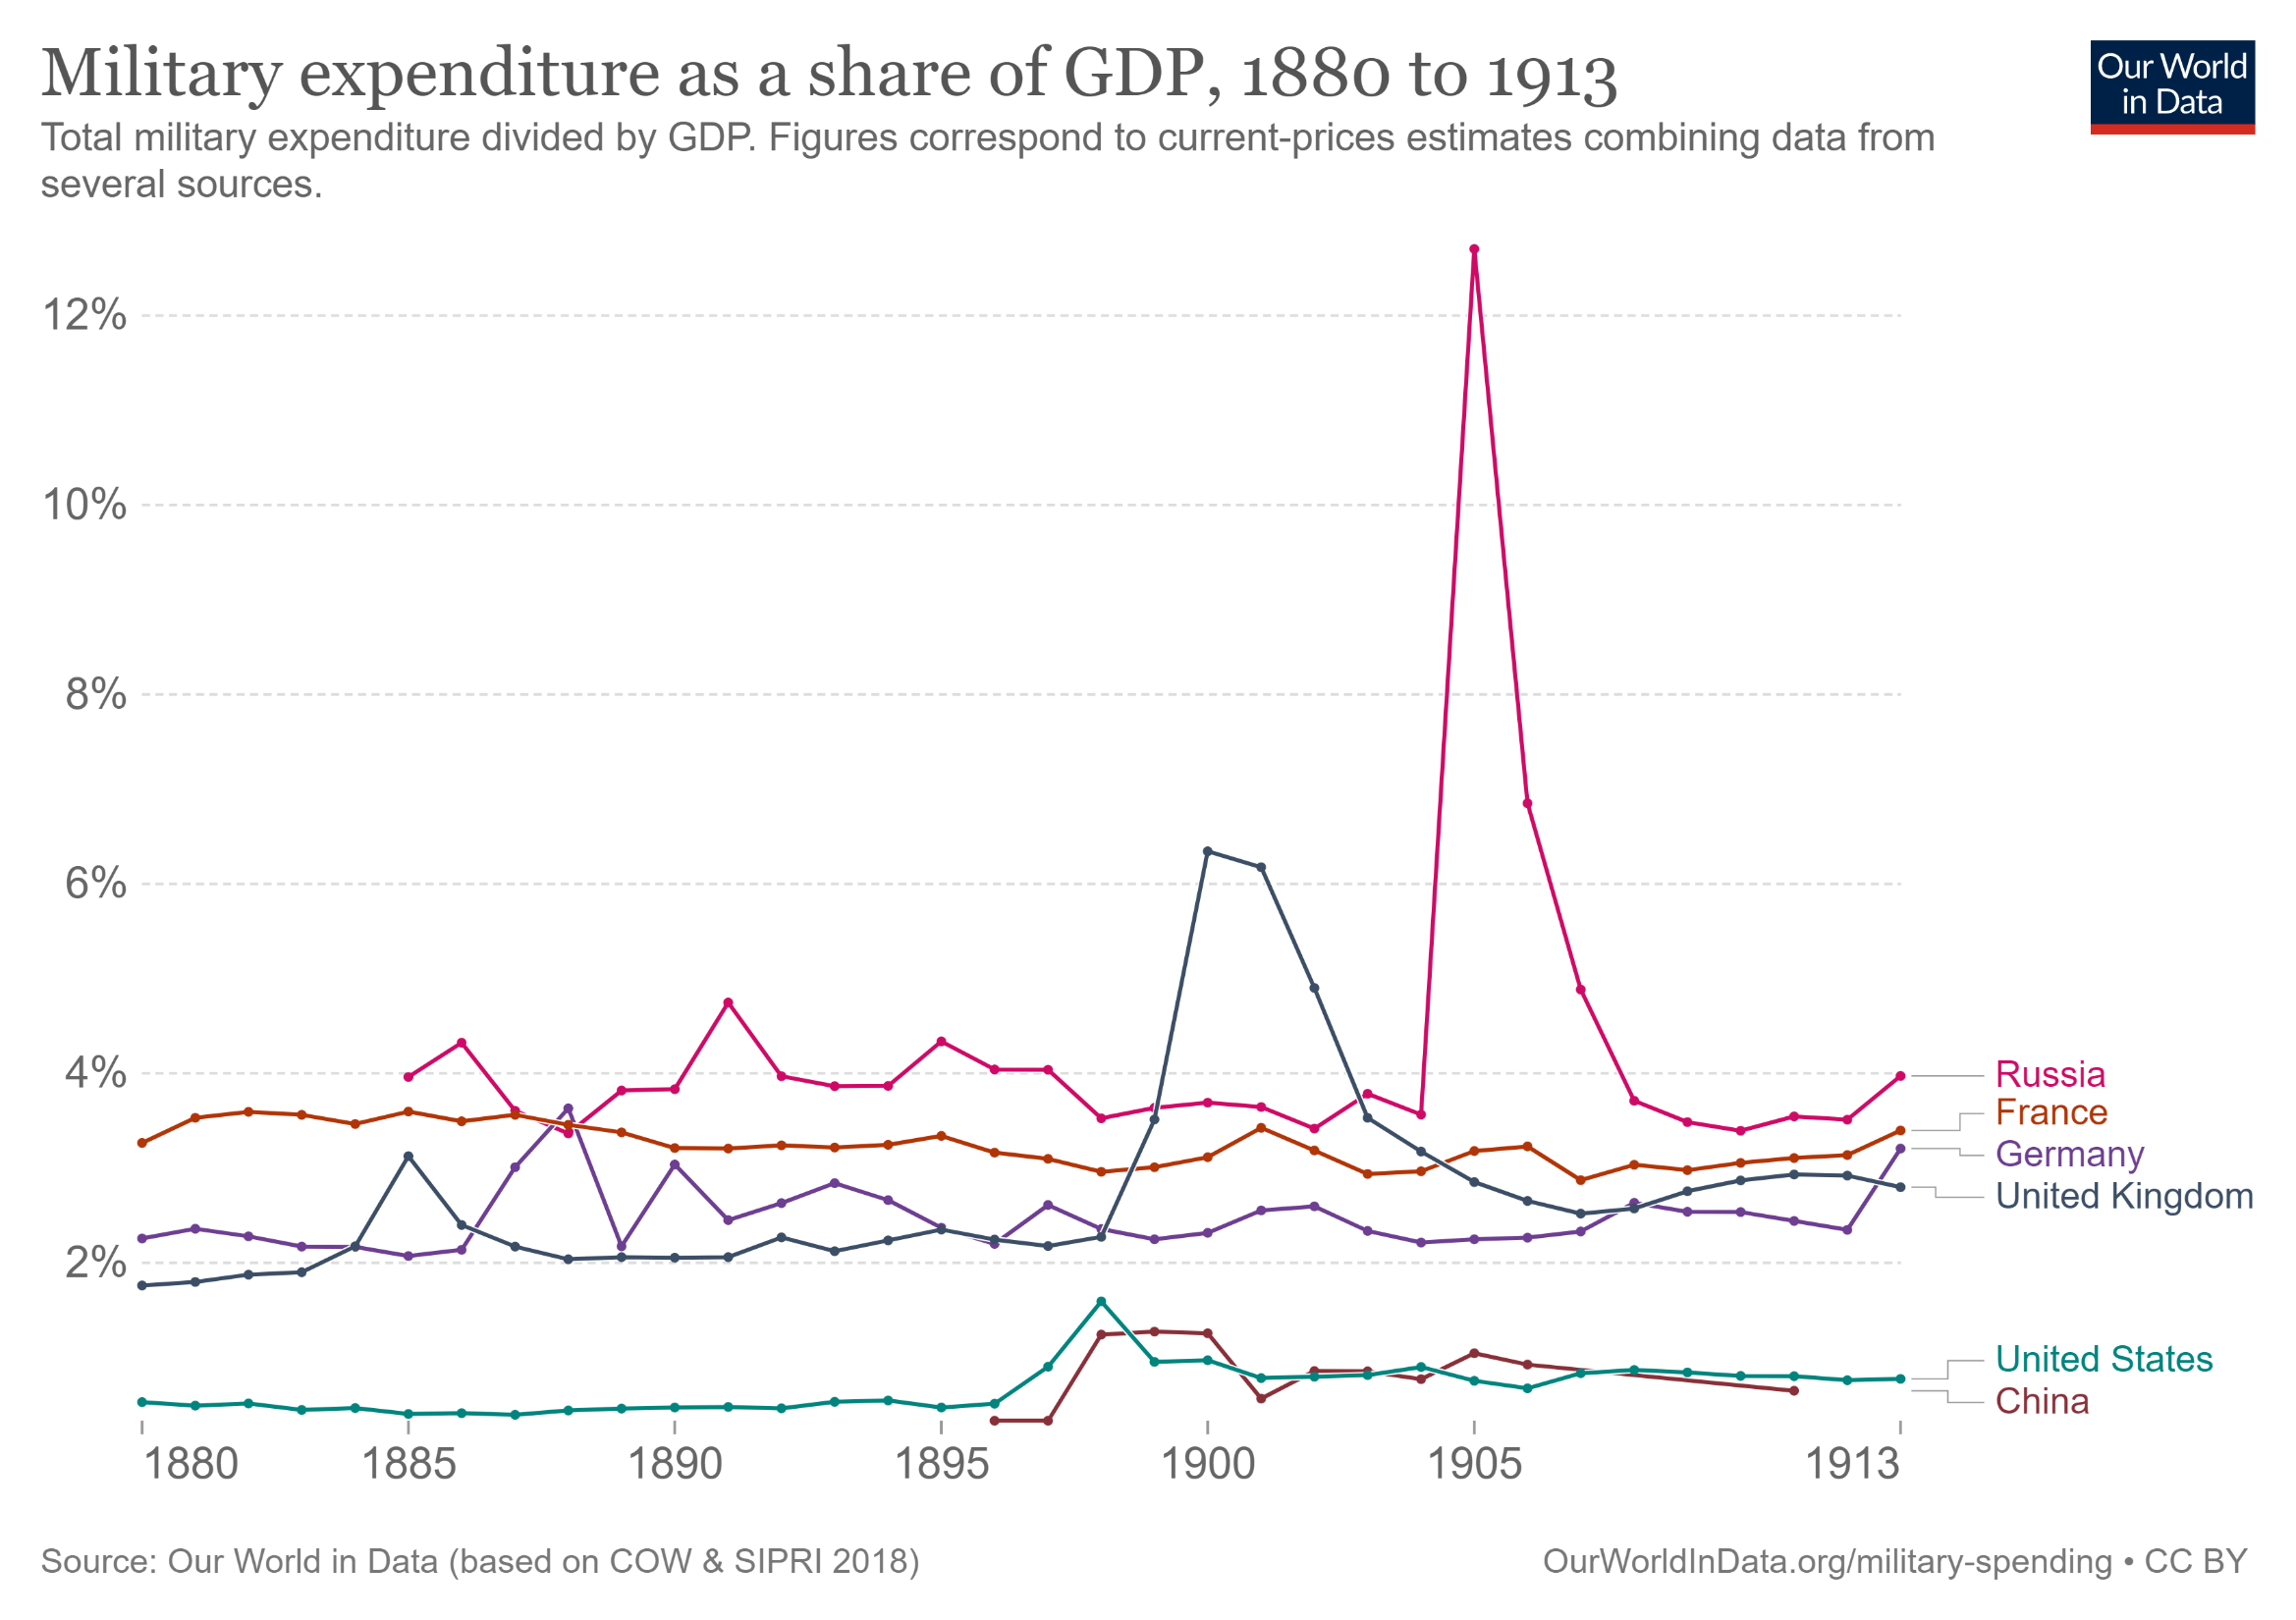 Military expenditure as a share of GDP, 1880 to 1913
Our World
in Data
Total military expenditure divided by GDP. Figures correspond to current-prices estimates combining data from
several sources.
12%
10%
8%
6%
4%
2%
Russia
France
Germany
United Kingdom
United States
China
1880
1885
1890
1895
1900
1905
1913
Source: Our World in Data (based on COW & SIPRI 2018)
OurWorldInData.org/military-spending • CC BY